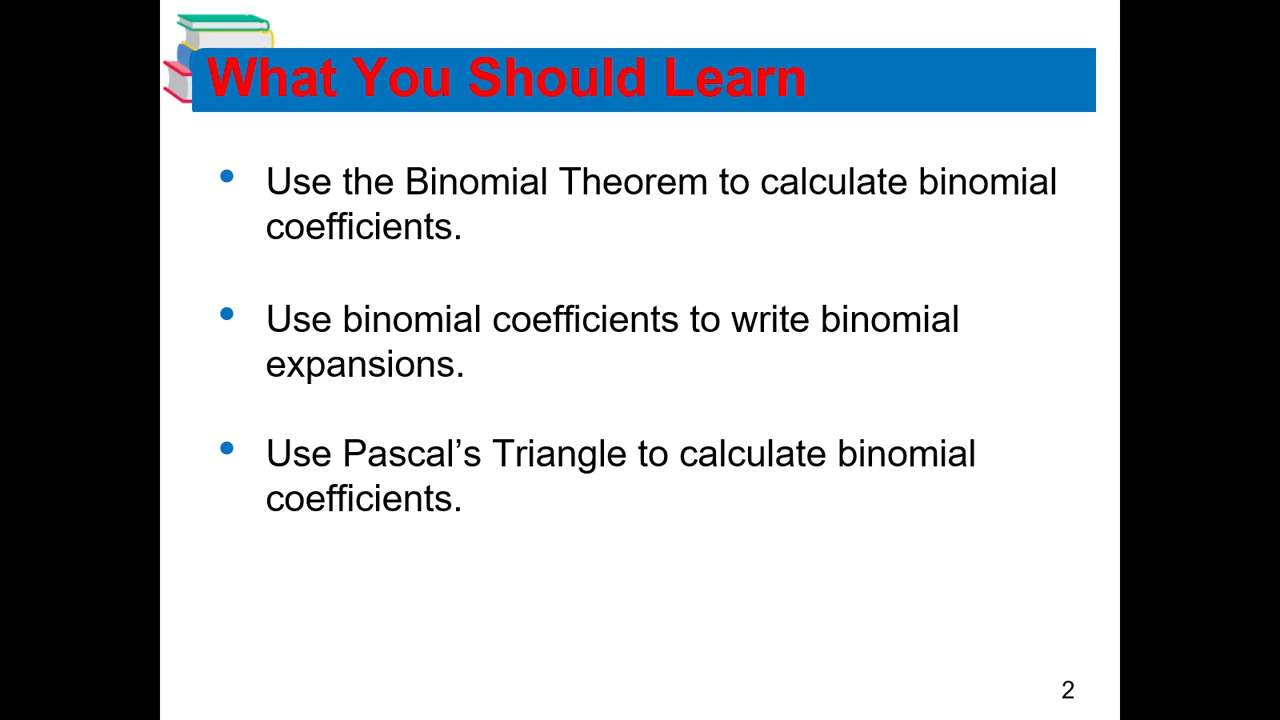 What You Should Learn
• Use the Binomial Theorem to calculate binomial
coefficients.
• Use binomial coefficients to write binomial
expansions.
• Use Pascal’s Triangle to calculate binomial
coefficients.
2